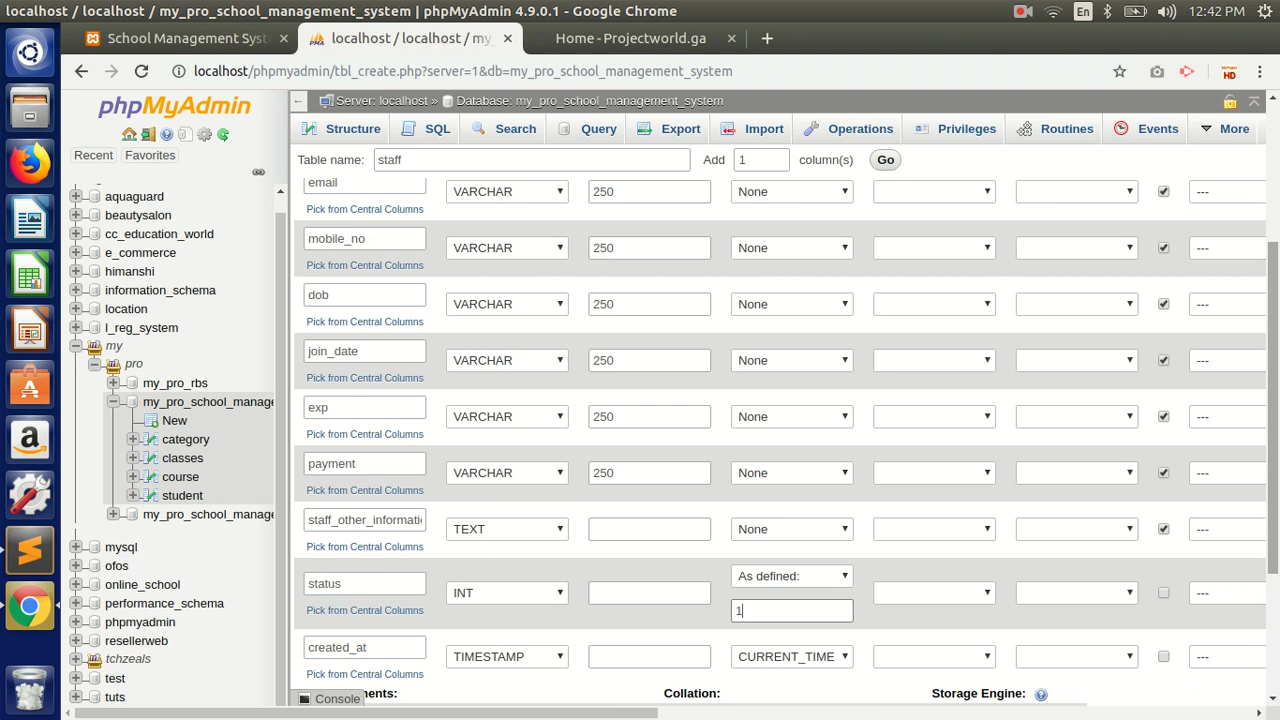 localhost / localhost / my_pro_school_management_system | phpMyAdmin 4.9.0.1 - Google Chrome
En
12:42 PM
School Management Syst
localhost / localhost / my_
Home - Projectworld.ga
localhost/phpmyadmin/tbl_create.php?server=1&db=my_pro_school_management_system
HD
phpMyAdmin
Recent
Favorites
aquaguard
beautysalon
cc_education_world
e_commerce
himanshi
information_schema
location
l_reg_system
my
pro
my_pro_rbs
my_pro_school_manage
New
category
classes
course
student
my_pro_school_manage
mysql
ofos
online_school
performance_schema
phpmyadmin
resellerweb
tchzeals
test
tuts
Server: localhost » Database: my_pro_school_management_system
Structure SQL Search Query Export Import Operations Privileges Routines Events More
Table name: staff Add 1 column(s) Go
email VARCHAR 250 None ---
Pick from Central Columns
mobile_no VARCHAR 250 None ---
Pick from Central Columns
dob VARCHAR 250 None ---
Pick from Central Columns
join_date VARCHAR 250 None ---
Pick from Central Columns
exp VARCHAR 250 None ---
Pick from Central Columns
payment VARCHAR 250 None ---
Pick from Central Columns
staff_other_informati TEXT None ---
Pick from Central Columns
status INT As defined: ---
Pick from Central Columns 1
created_at TIMESTAMP CURRENT_TIME ---
Pick from Central Columns
ments: Collation: Storage Engine:
Console